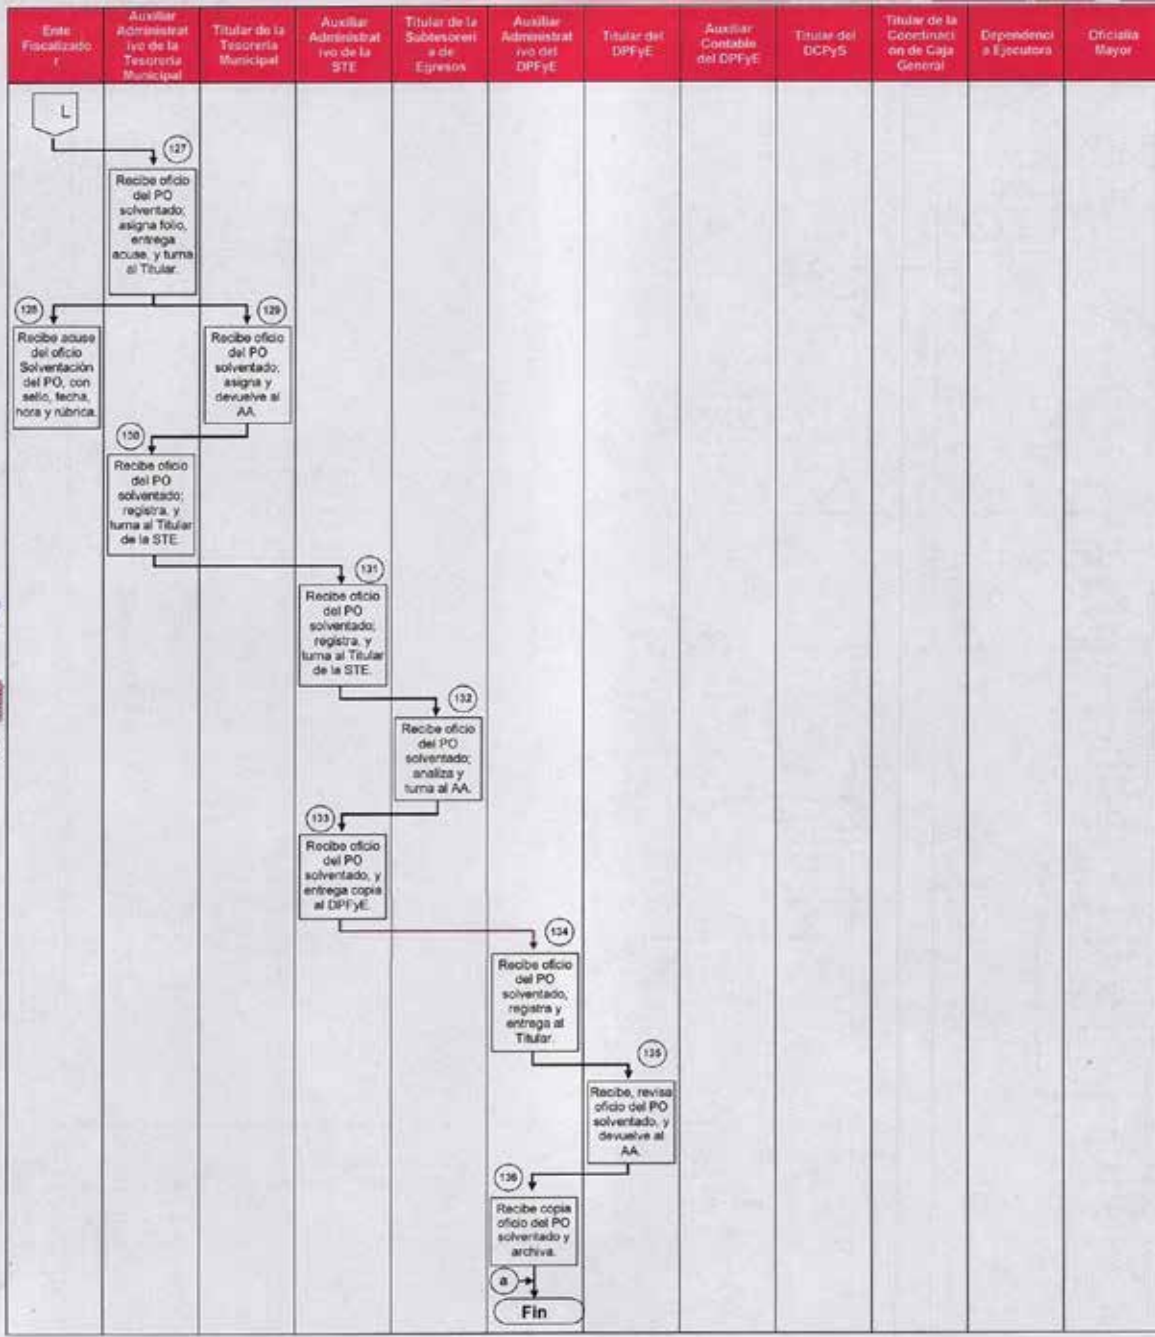 Ente
Fiscalizado
r
Auxiliar
Administrat
ivo de la
Tesorería
Municipal
Titular de la
Tesorería
Municipal
Auxiliar
Administrat
ivo de la
STE
Titular de la
Subtesorerí
a de
Egresos
Auxiliar
Administrat
ivo del
DPFyE
Titular del
DPFyE
Auxiliar
Contable
del DPFyE
Titular del
DCPyS
Titular de la
Coordinaci
ón de Caja
General
Dependenci
a Ejecutora
Oficialía
Mayor
L
127
Recibe oficio
del PO
solventado;
asigna folio,
entrega
acuse, y turna
al Titular.
128
Recibe acuse
del oficio
Solventación
del PO, con
sello, fecha,
hora y rúbrica.
129
Recibe oficio
del PO
solventado;
asigna y
devuelve al
AA.
130
Recibe oficio
del PO
solventado;
registra, y
turna al Titular
de la STE
131
Recibe oficio
del PO
solventado;
registra, y
turna al Titular
de la STE.
132
Recibe oficio
del PO
solventado;
analiza y
turna al AA.
133
Recibe oficio
del PO
solventado, y
entrega copia
al DPFyE.
134
Recibe oficio
del PO
solventado,
registra y
entrega al
Titular.
135
Recibe, revisa
oficio del PO
solventado, y
devuelve al
AA.
136
Recibe copia
oficio del PO
solventado y
archiva.
a
Fin